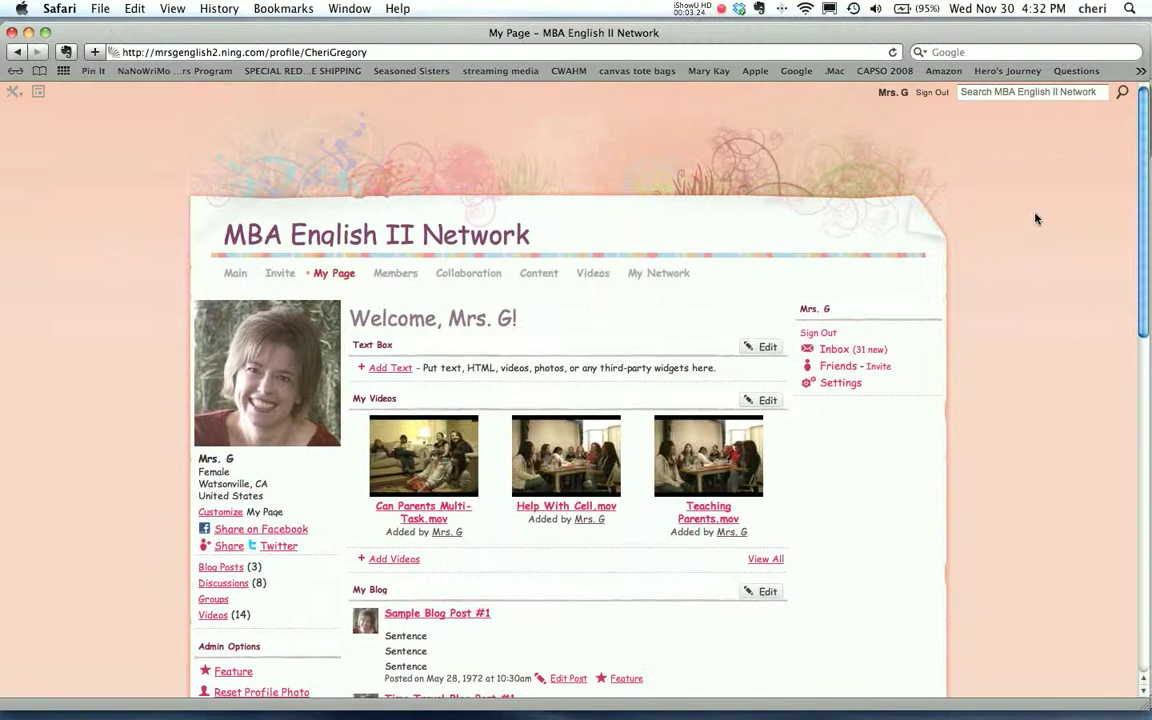 Safari File Edit View History Bookmarks Window Help iShowU HD 00:03:24 (95%) Wed Nov 30 4:32 PM cheri
My Page – MBA English II Network
http://mrsgenglish2.ning.com/profile/CheriGregory Google
Pin It NaNoWriMo ...rs Program SPECIAL RED...E SHIPPING Seasoned Sisters streaming media CWAHM canvas tote bags Mary Kay Apple Google .Mac CAPSO 2008 Amazon Hero's Journey Questions
Mrs. G Sign Out Search MBA English II Network
MBA English II Network
Main Invite My Page Members Collaboration Content Videos My Network
Welcome, Mrs. G!
Text Box Edit
+ Add Text - Put text, HTML, videos, photos, or any third-party widgets here.
My Videos Edit
Can Parents Multi-Task.mov
Added by Mrs. G
Help With Cell.mov
Added by Mrs. G
Teaching Parents.mov
Added by Mrs. G
+ Add Videos View All
My Blog Edit
Sample Blog Post #1
Sentence
Sentence
Sentence
Posted on May 28, 1972 at 10:30am Edit Post Feature
Time Travel Blog Post #1
Mrs. G
Female
Watsonville, CA
United States
Customize My Page
Share on Facebook
Share Twitter
Blog Posts (3)
Discussions (8)
Groups
Videos (14)
Admin Options
Feature
Reset Profile Photo
Mrs. G
Sign Out
Inbox (31 new)
Friends – Invite
Settings